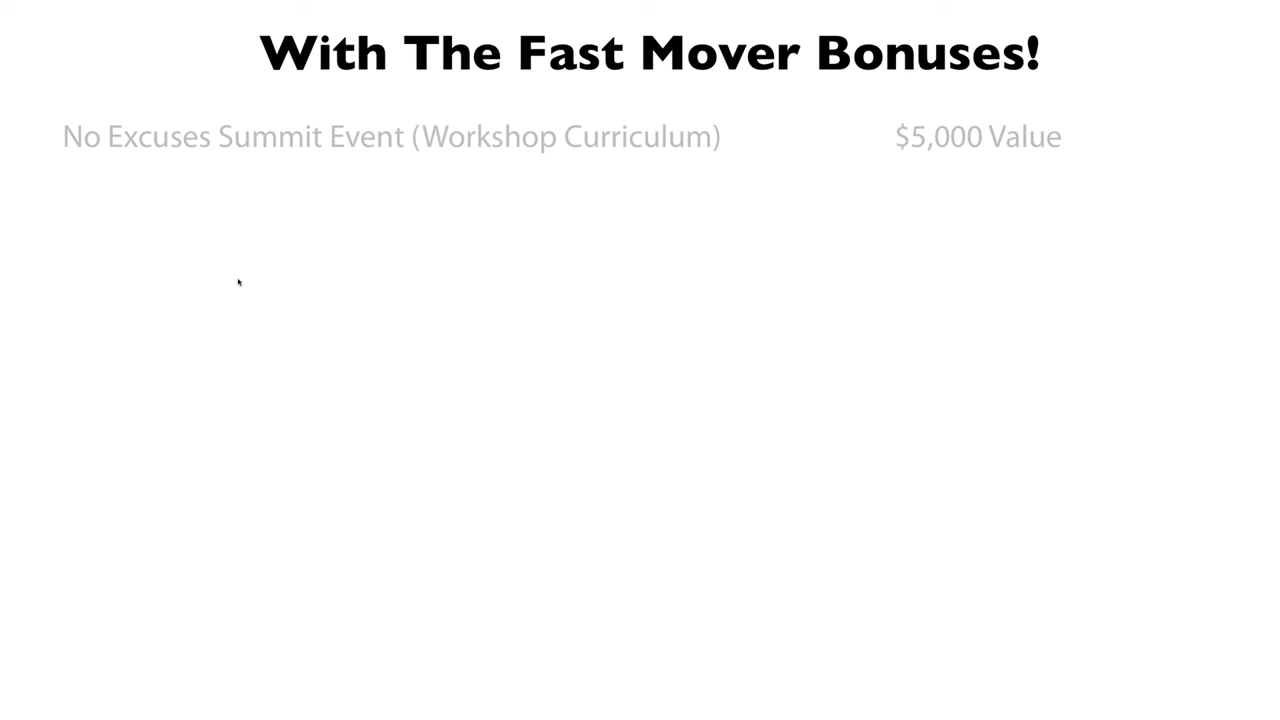 With The Fast Mover Bonuses!
No Excuses Summit Event (Workshop Curriculum) $5,000 Value